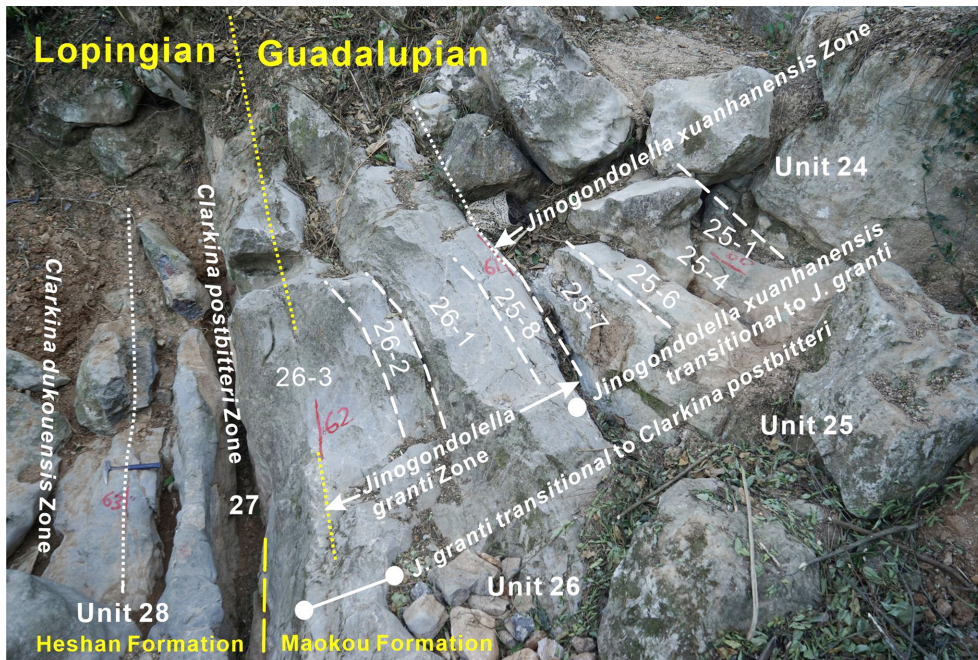 Lopingian
Guadalupian
Jinogondolella xuanhanensis Zone
Unit 24
25-1
25-4
25-6
25-7
25-8
26-1
26-2
26-3
62
63
Clarkina postbitteri Zone
Clarkina dukouensis Zone
Jinogondolella xuanhanensis
transitional to J. granti
Jinogondolella
granti Zone
J. granti transitional to Clarkina postbitteri
Unit 25
27
Unit 26
Unit 28
Heshan Formation
Maokou Formation